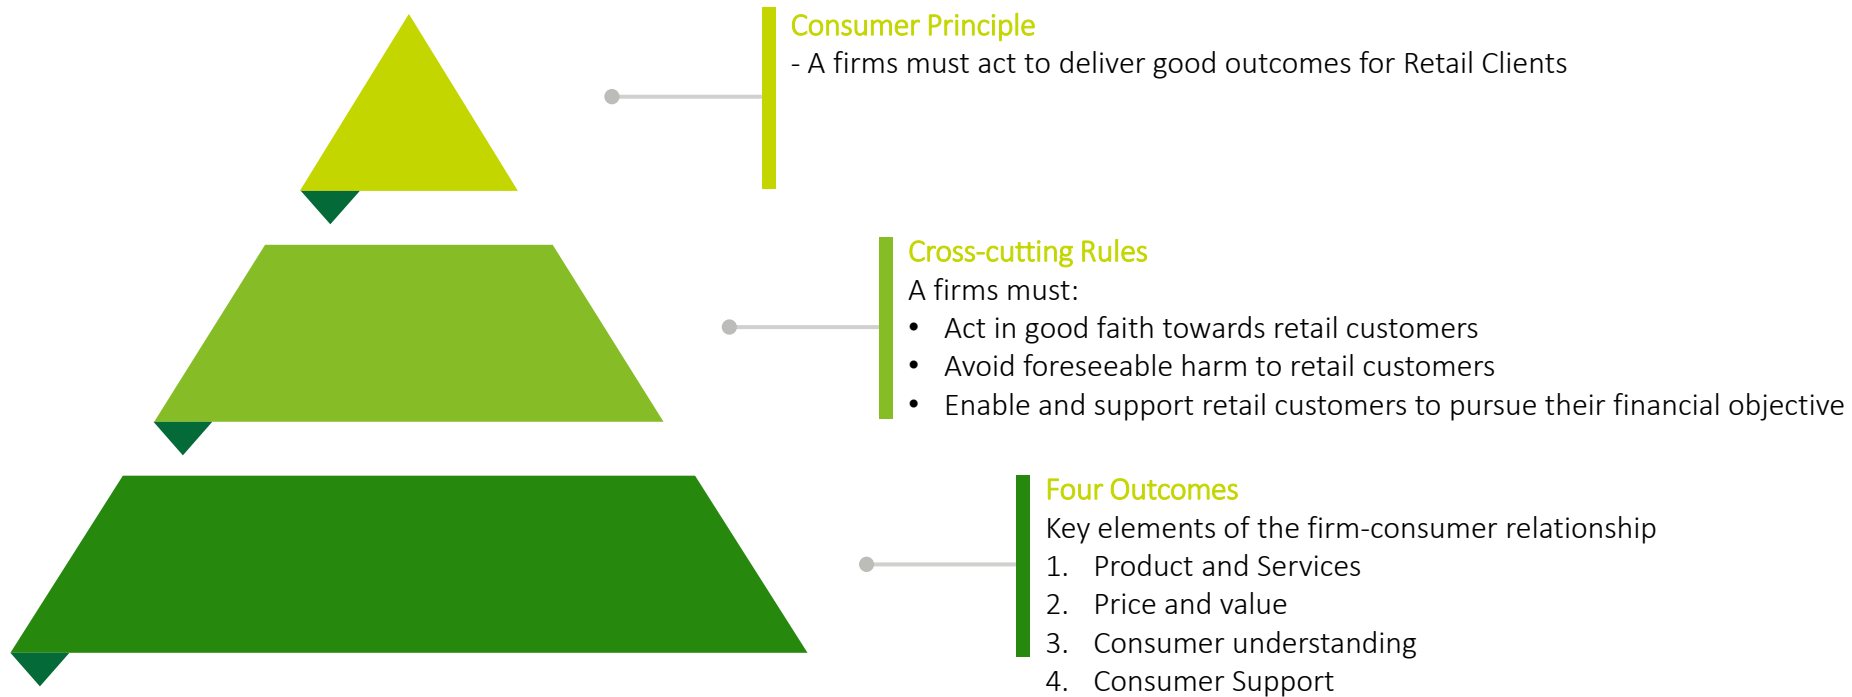 Consumer Principle
- A firms must act to deliver good outcomes for Retail Clients
Cross-cutting Rules
A firms must:
• Act in good faith towards retail customers
• Avoid foreseeable harm to retail customers
• Enable and support retail customers to pursue their financial objective
Four Outcomes
Key elements of the firm-consumer relationship
1. Product and Services
2. Price and value
3. Consumer understanding
4. Consumer Support